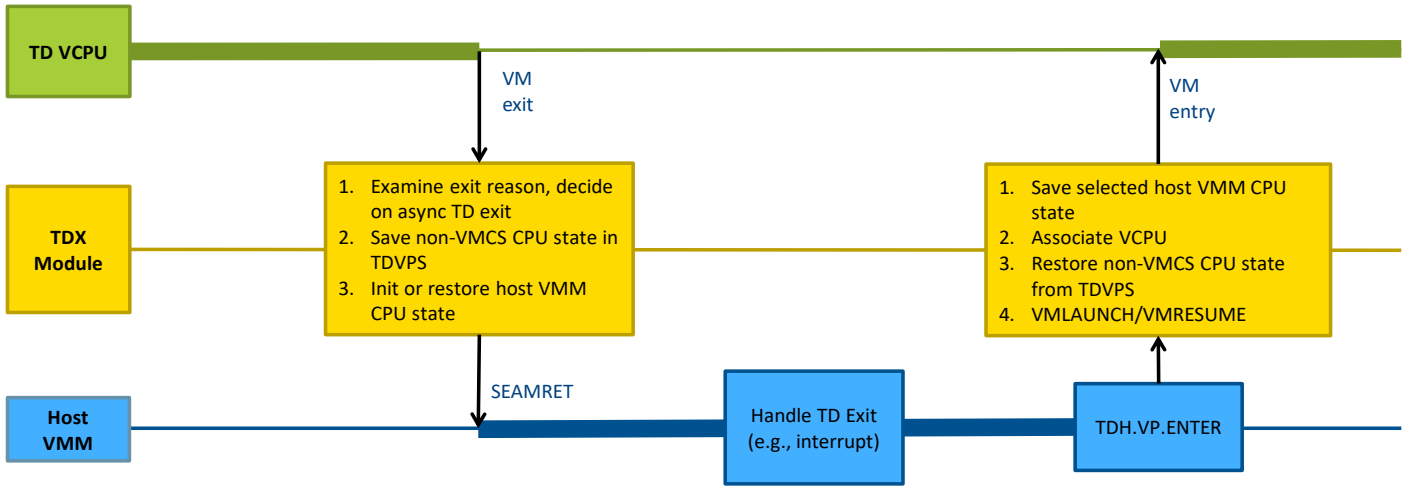 TD VCPU
VM
exit
VM
entry
TDX
Module
1. Examine exit reason, decide
on async TD exit
2. Save non-VMCS CPU state in
TDVPS
3. Init or restore host VMM
CPU state
1. Save selected host VMM CPU
state
2. Associate VCPU
3. Restore non-VMCS CPU state
from TDVPS
4. VMLAUNCH/VMRESUME
SEAMRET
Host
VMM
Handle TD Exit
(e.g., interrupt)
TDH.VP.ENTER